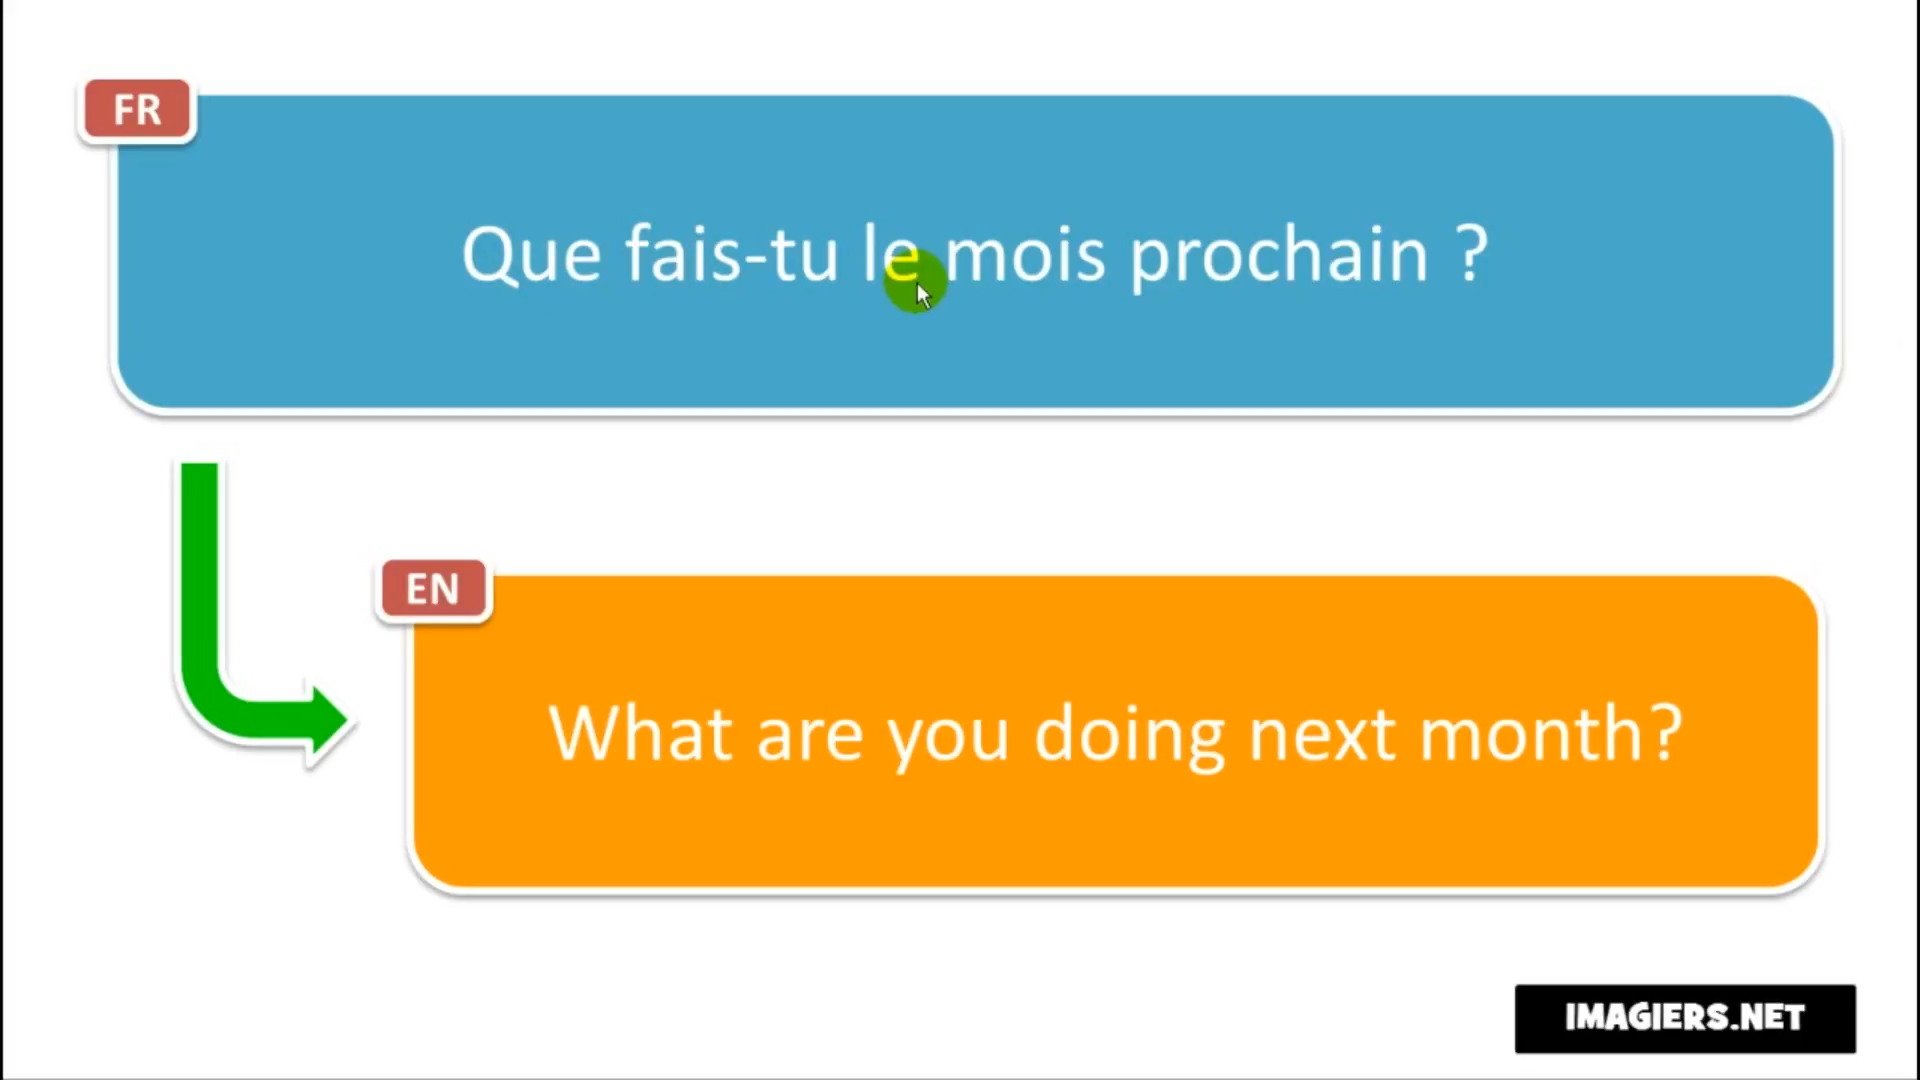 FR
Que fais-tu le mois prochain ?
EN
What are you doing next month?
IMAGIERS.NET